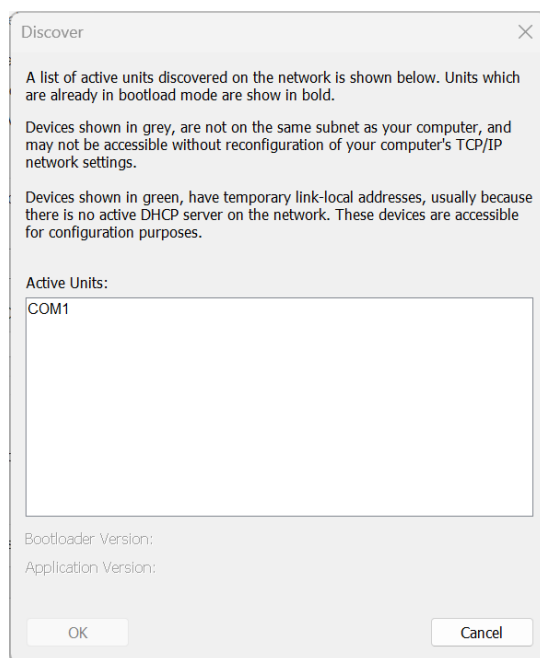 Discover
A list of active units discovered on the network is shown below. Units which
are already in bootload mode are show in bold.
Devices shown in grey, are not on the same subnet as your computer, and
may not be accessible without reconfiguration of your computer's TCP/IP
network settings.
Devices shown in green, have temporary link-local addresses, usually because
there is no active DHCP server on the network. These devices are accessible
for configuration purposes.
Active Units:
COM1
Bootloader Version:
Application Version:
OK
Cancel